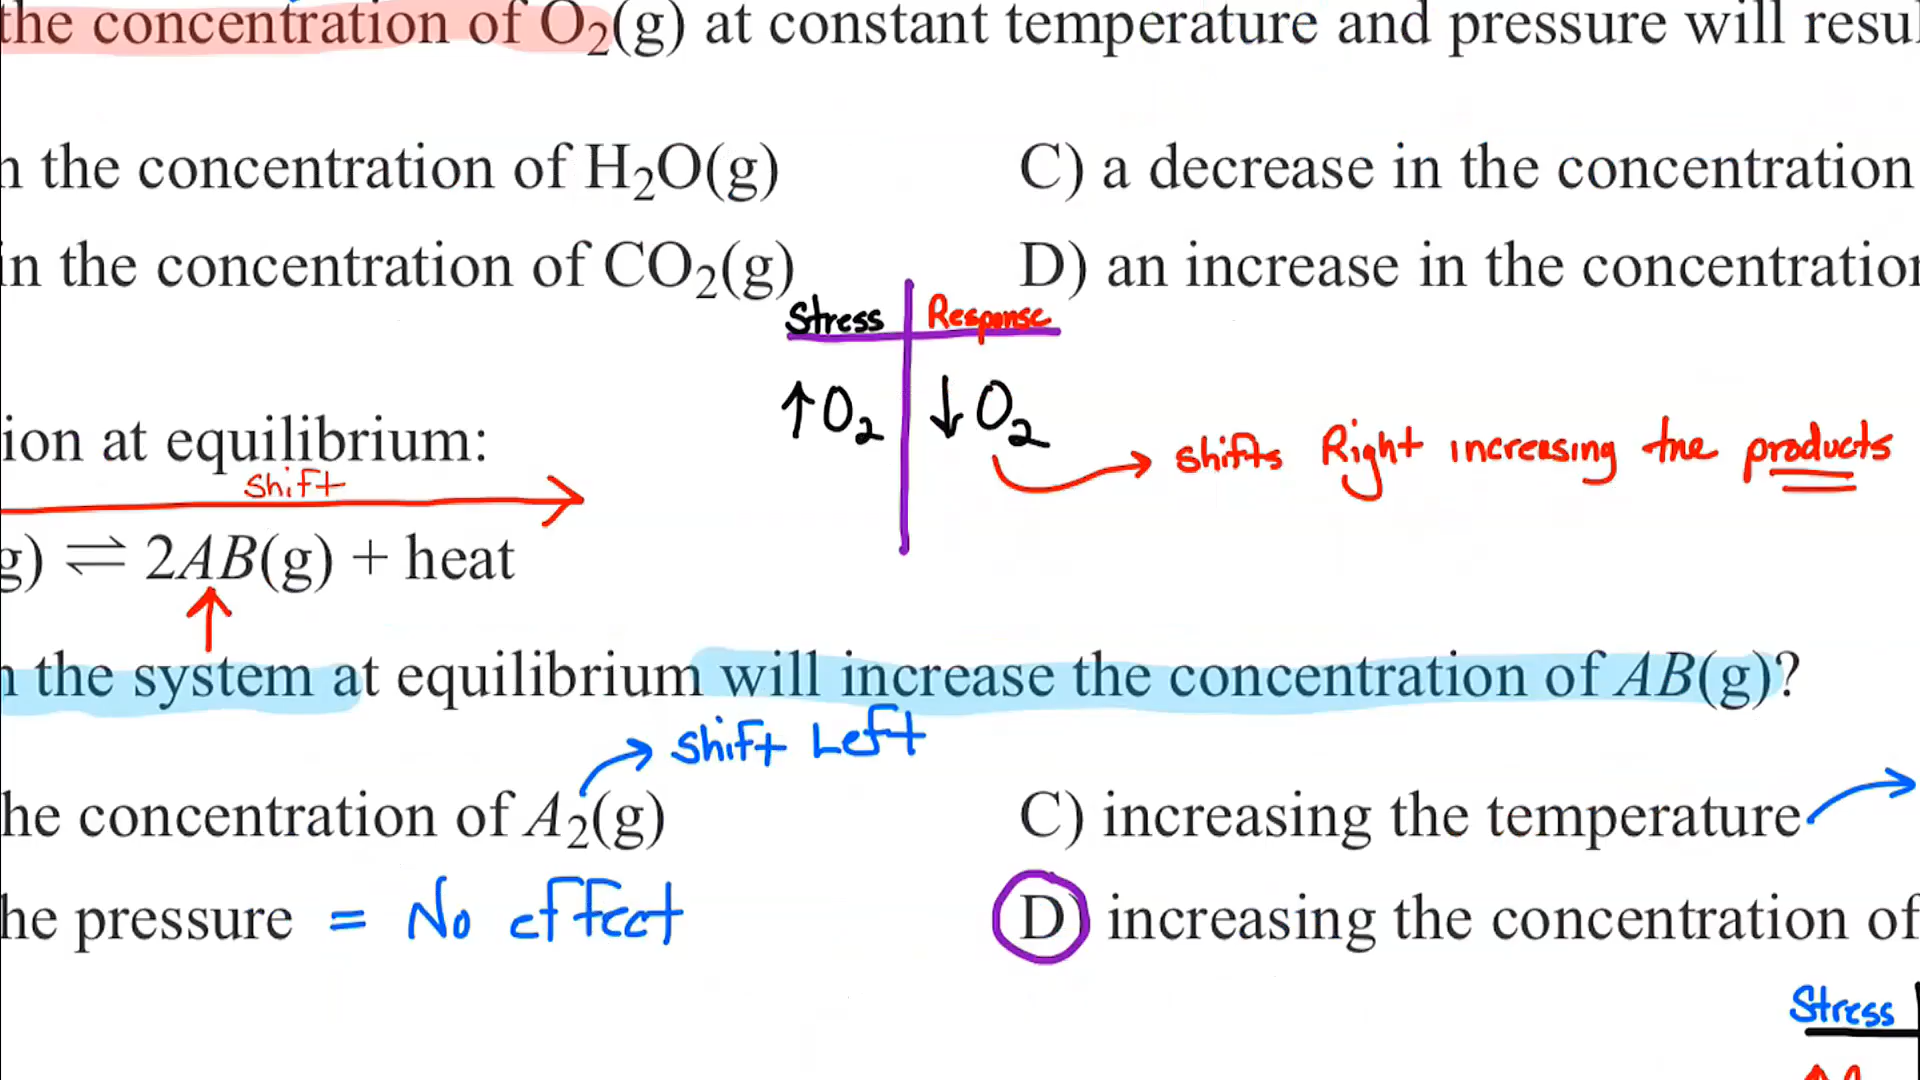 the concentration of O₂(g) at constant temperature and pressure will resul
n the concentration of H₂O(g)
C) a decrease in the concentration
in the concentration of CO₂(g)
D) an increase in the concentration
Stress Response
↑O₂ ↓O₂
shifts Right increasing the products
ion at equilibrium:
shift
g) ⇌ 2AB(g) + heat
n the system at equilibrium will increase the concentration of AB(g)?
shift Left
he concentration of A₂(g)
C) increasing the temperature
he pressure = No effect
D) increasing the concentration of
Stress